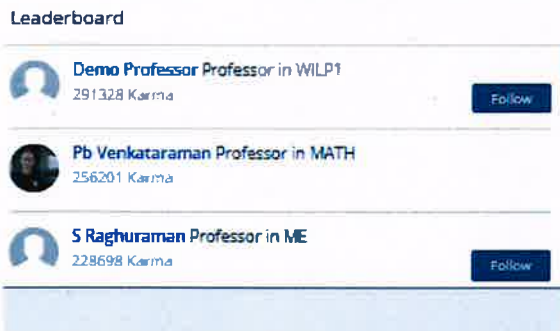 Leaderboard
Demo Professor Professor in WILP1
291328 Karma
Follow
Pb Venkataraman Professor in MATH
256201 Karma
S Raghuraman Professor in ME
228698 Karma
Follow